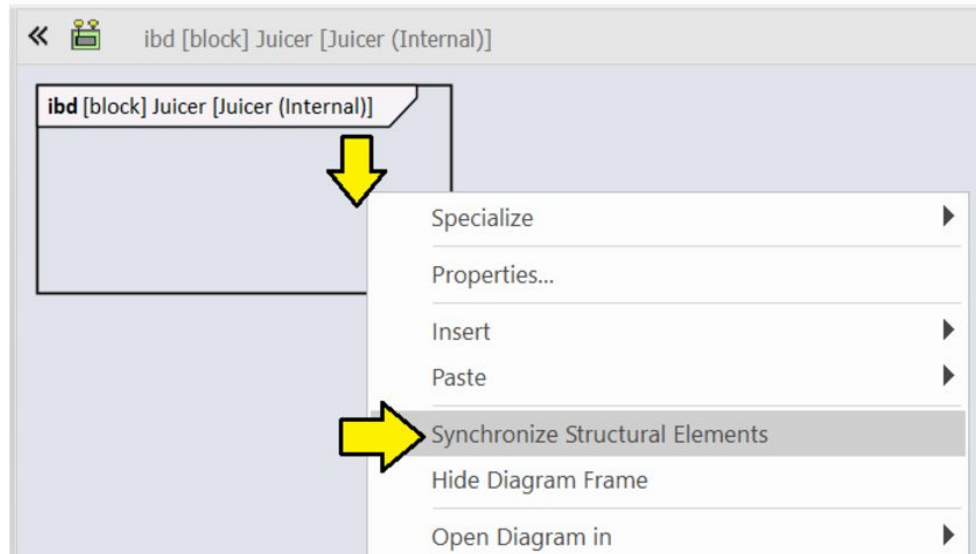 ibd [block] Juicer [Juicer (Internal)]
ibd [block] Juicer [Juicer (Internal)]
Specialize
Properties...
Insert
Paste
Synchronize Structural Elements
Hide Diagram Frame
Open Diagram in